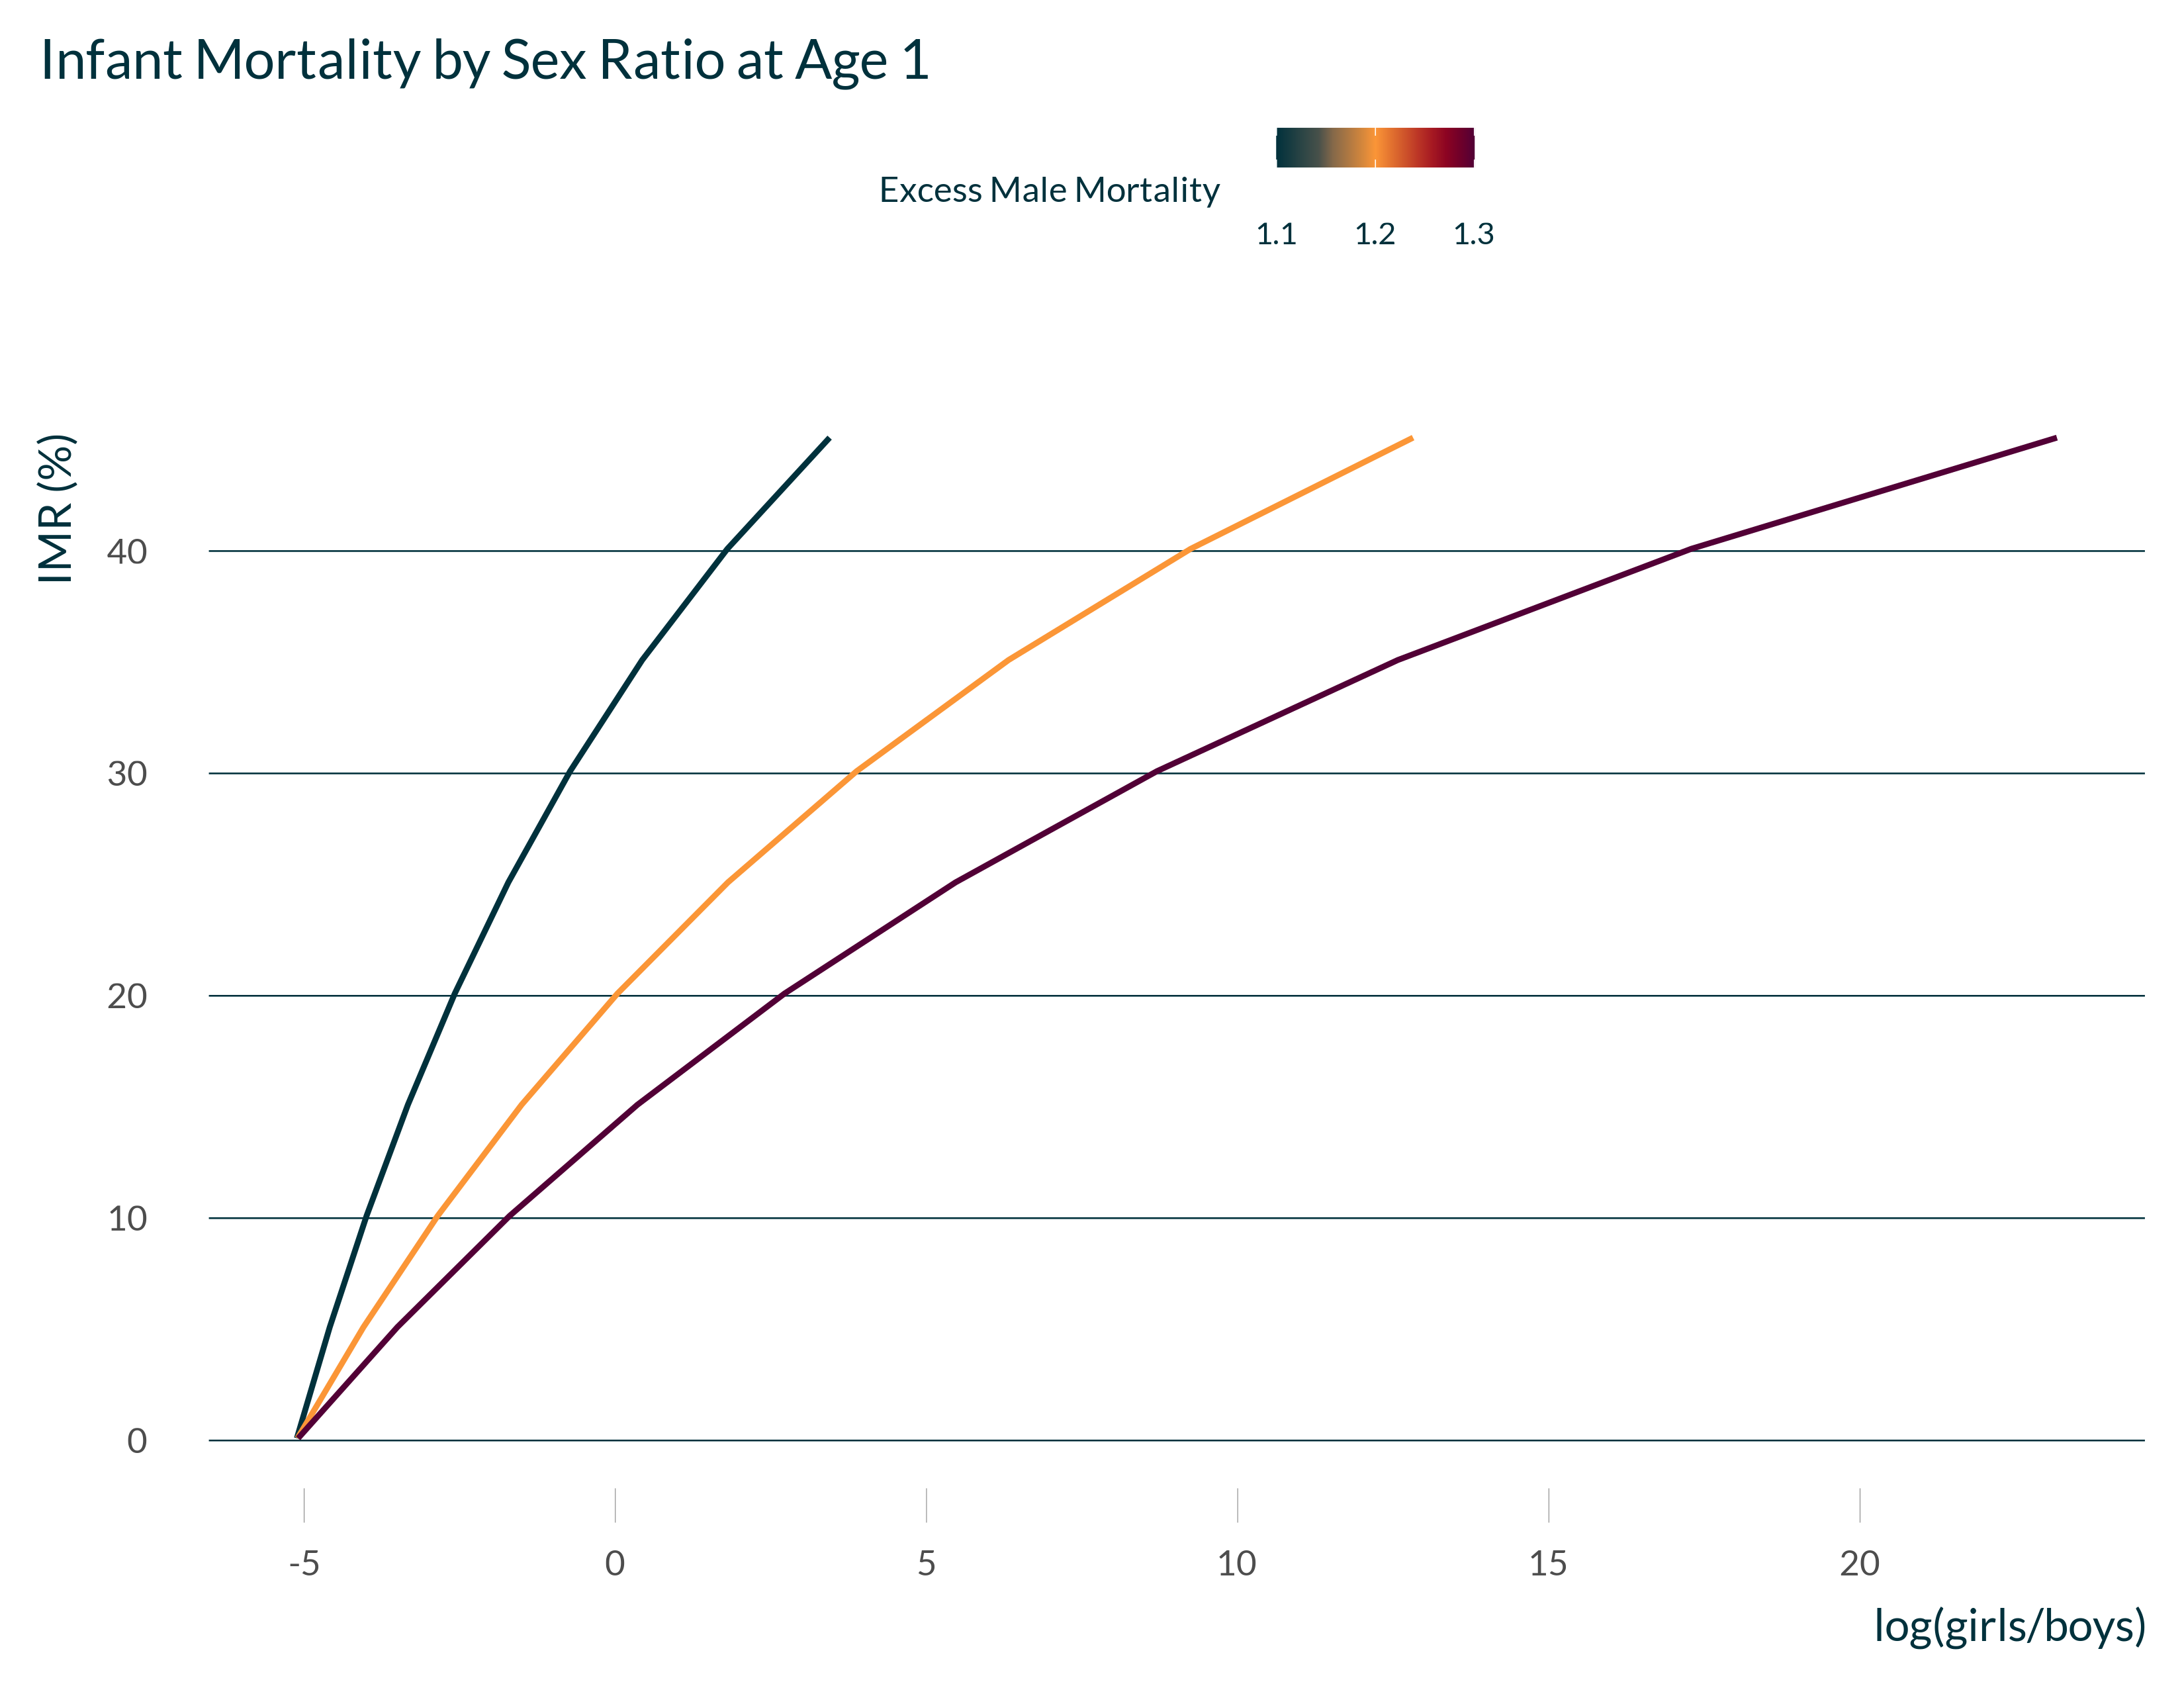 Infant Mortality by Sex Ratio at Age 1
Excess Male Mortality
1.1 1.2 1.3
IMR (%)
40
30
20
10
0
-5 0 5 10 15 20
log(girls/boys)